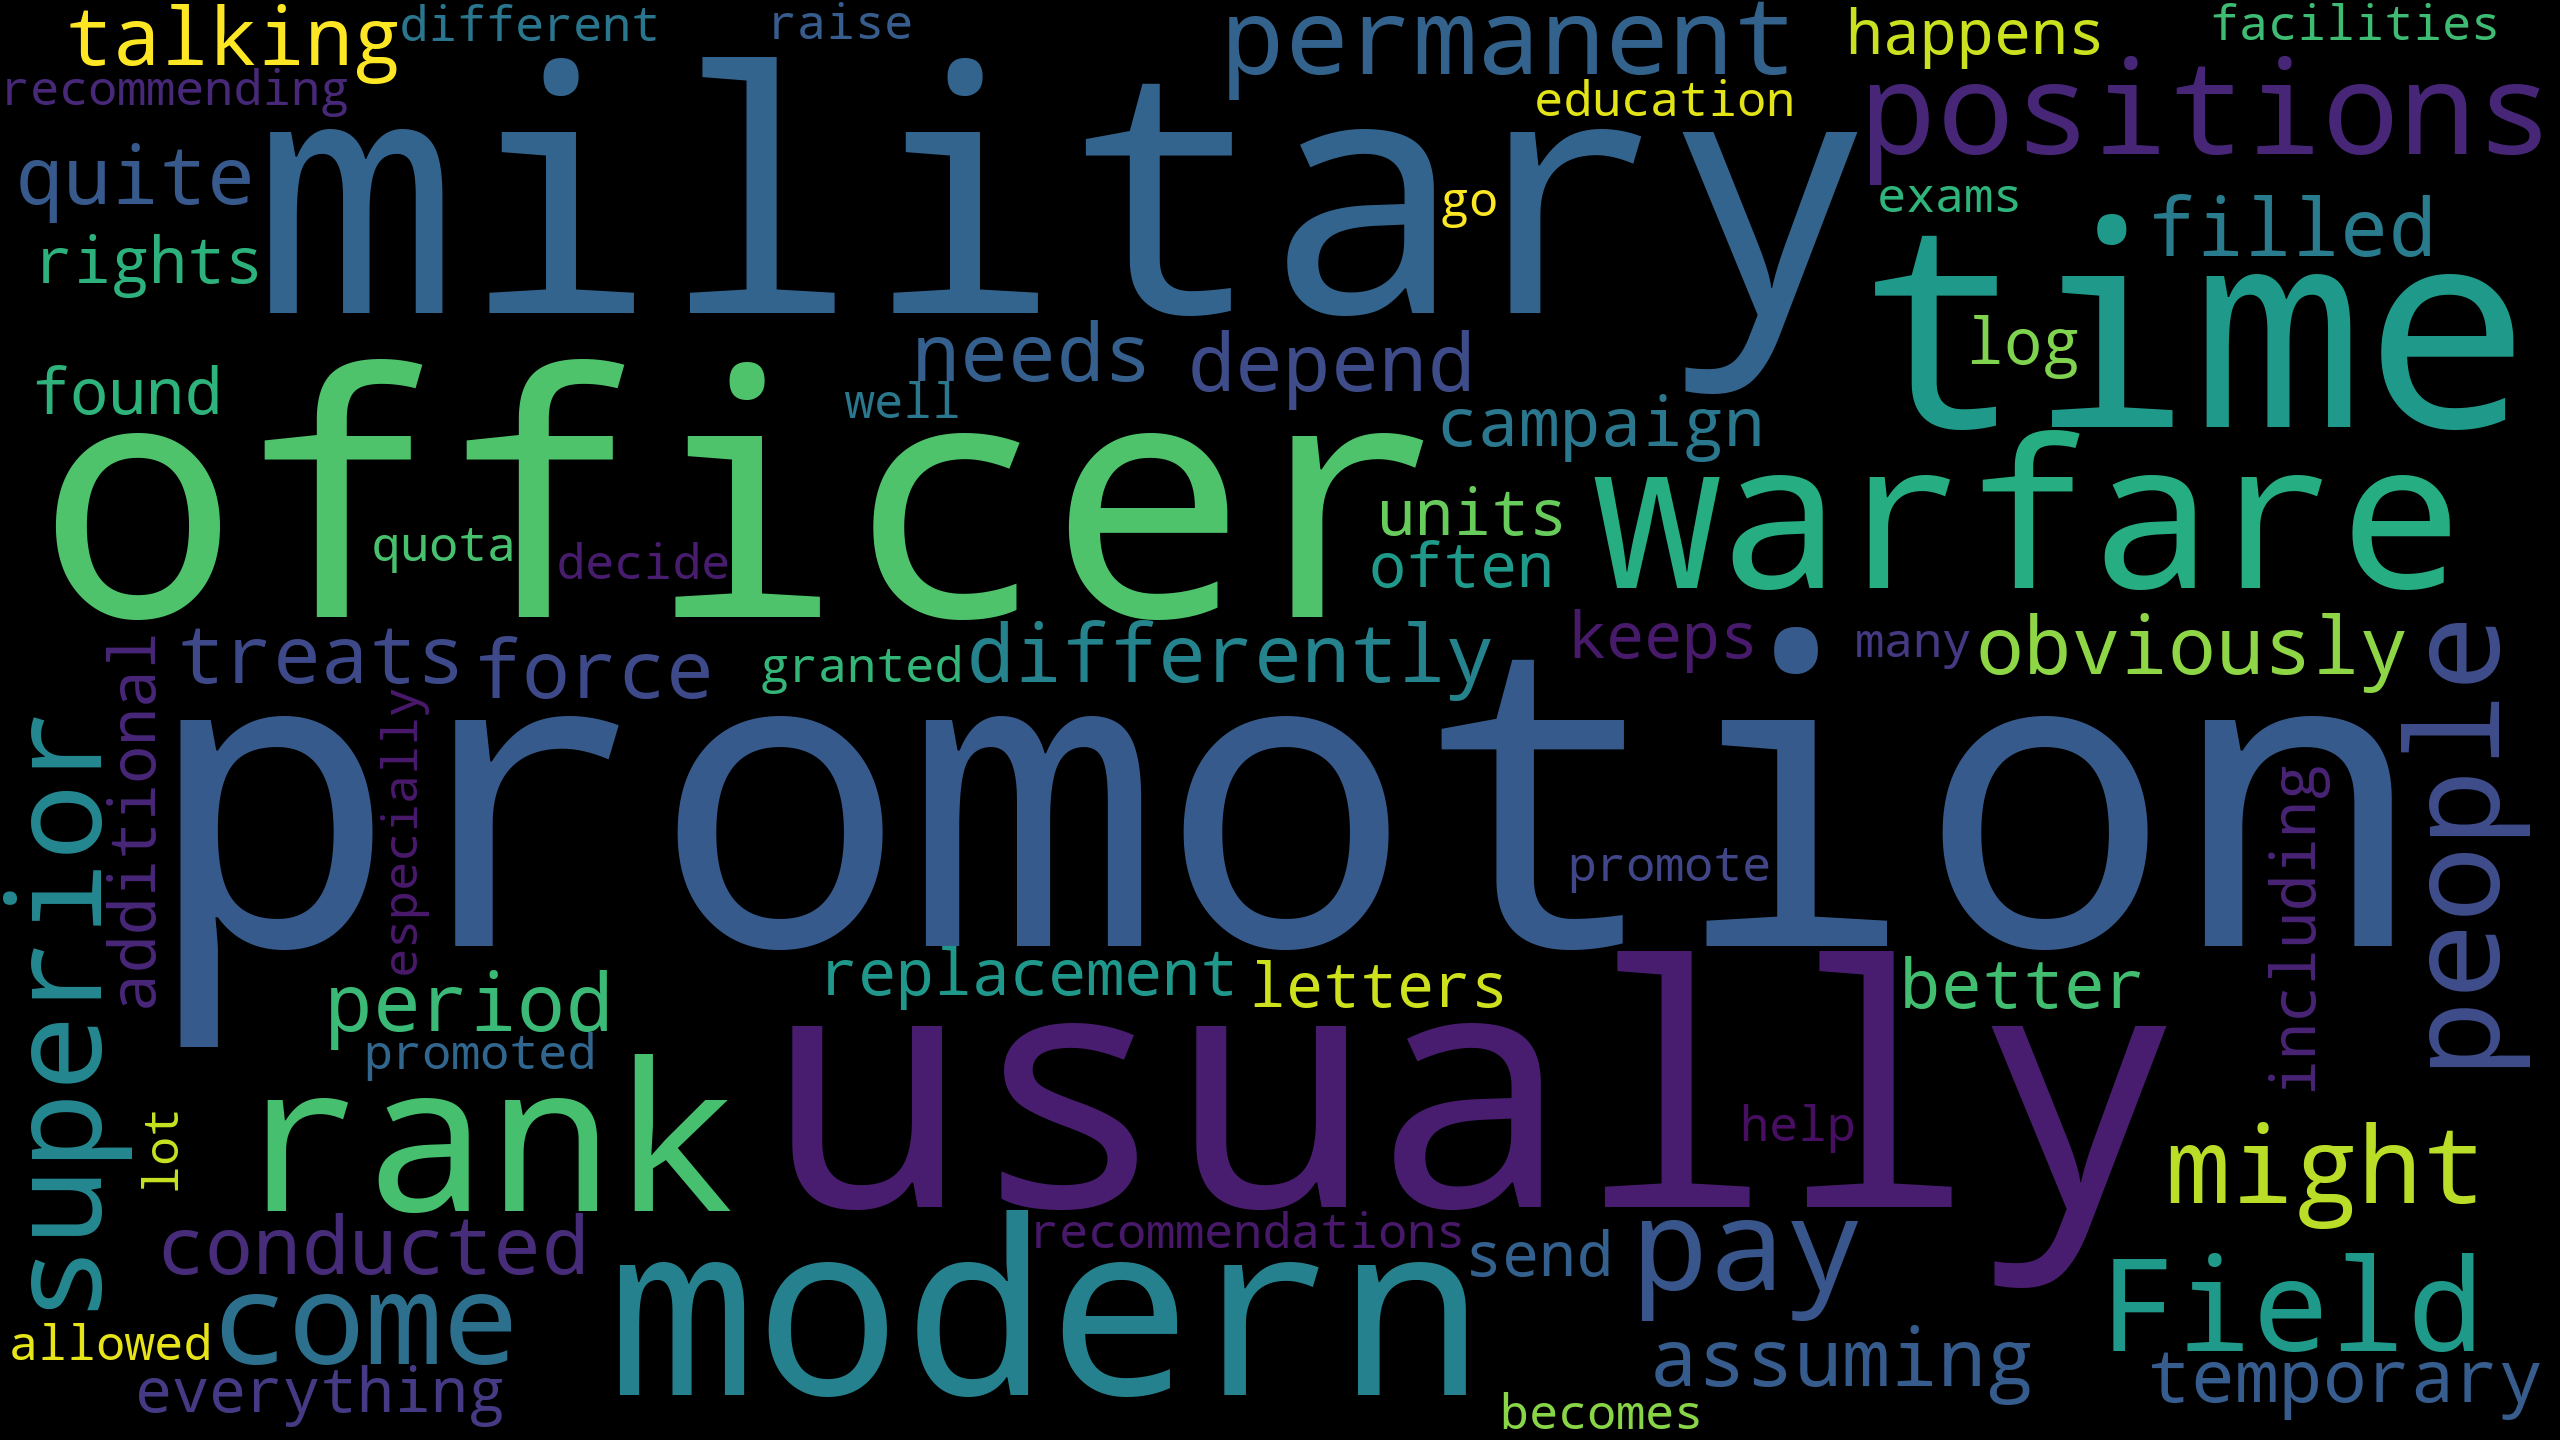 talking
different
raise
permanent
happens
facilities
recommending
education
positions
quite
military
go
exams
filled
rights
time
needs
depend
log
found
well
campaign
officer
units
warfare
quota
decide
often
treats
force
granted
differently
keeps
many
obviously
additional
especially
promotion
people
superior
promote
including
period
replacement
letters
better
promoted
usually
rank
help
lot
might
conducted
recommendations
send
pay
modern
Field
come
allowed
assuming
temporary
everything
becomes